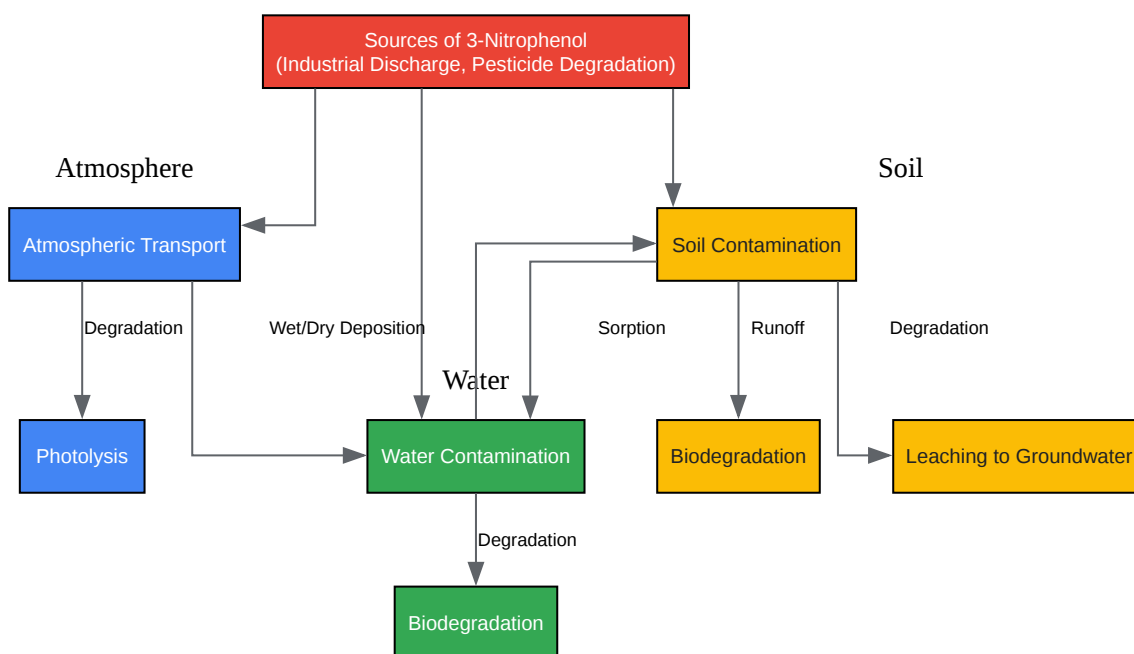 Sources of 3-Nitrophenol
(Industrial Discharge, Pesticide Degradation)
Atmosphere
Soil
Atmospheric Transport
Soil Contamination
Degradation
Wet/Dry Deposition
Sorption
Runoff
Degradation
Water
Photolysis
Water Contamination
Biodegradation
Leaching to Groundwater
Degradation
Biodegradation